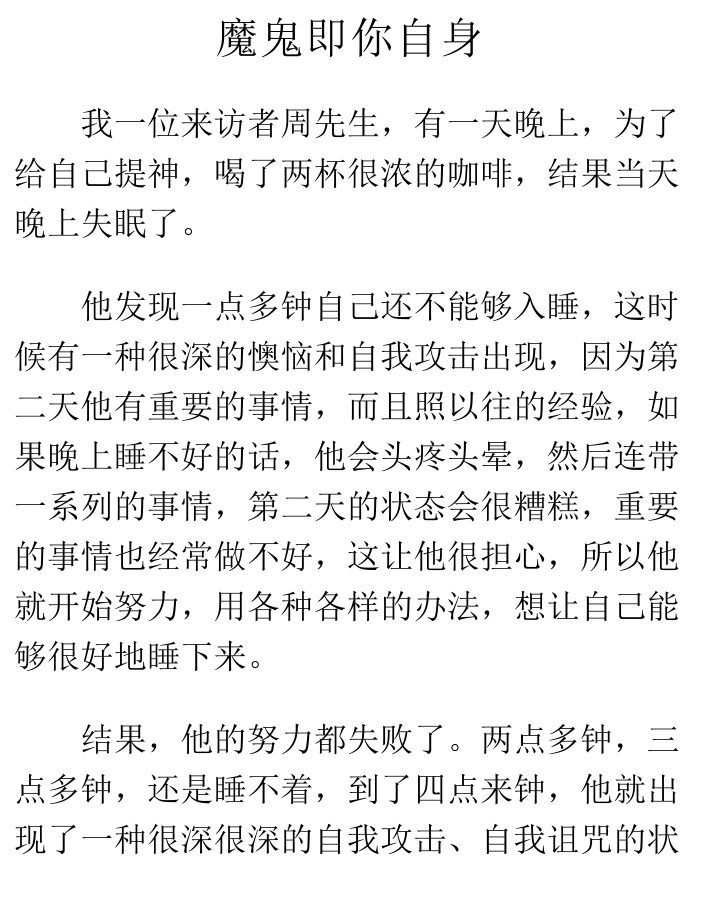 魔鬼即你自身
我一位来访者周先生，有一天晚上，为了
给自己提神，喝了两杯很浓的咖啡，结果当天
晚上失眠了。
他发现一点多钟自己还不能够入睡，这时
候有一种很深的懊恼和自我攻击出现，因为第
二天他有重要的事情，而且照以往的经验，如
果晚上睡不好的话，他会头疼头晕，然后连带
一系列的事情，第二天的状态会很糟糕，重要
的事情也经常做不好，这让他很担心，所以他
就开始努力，用各种各样的办法，想让自己能
够很好地睡下来。
结果，他的努力都失败了。两点多钟，三
点多钟，还是睡不着，到了四点来钟，他就出
现了一种很深很深的自我攻击、自我诅咒的状